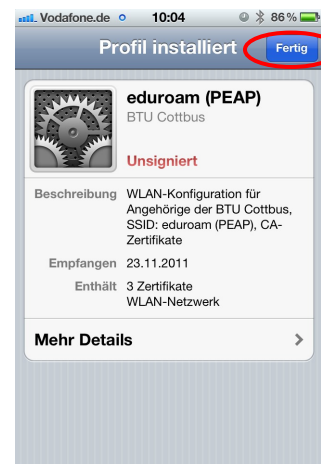 Vodafone.de 10:04 86%
Profil installiert Fertig
eduroam (PEAP)
BTU Cottbus
Unsigniert
Beschreibung WLAN-Konfiguration für
Angehörige der BTU Cottbus,
SSID: eduroam (PEAP), CA-
Zertifikate
Empfangen 23.11.2011
Enthält 3 Zertifikate
WLAN-Netzwerk
Mehr Details